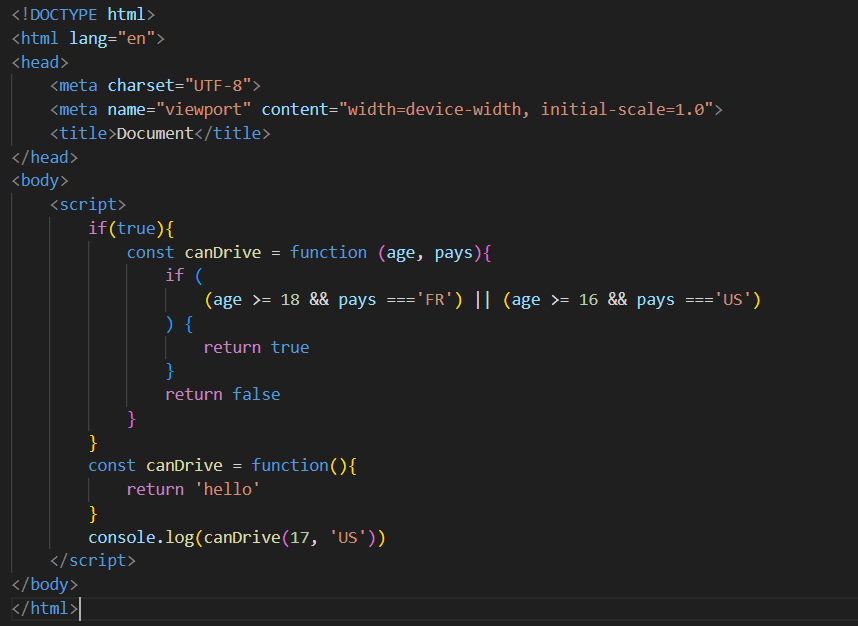 <!DOCTYPE html>
<html lang="en">
<head>
    <meta charset="UTF-8">
    <meta name="viewport" content="width=device-width, initial-scale=1.0">
    <title>Document</title>
</head>
<body>
    <script>
        if(true){
            const canDrive = function (age, pays){
                if (
                    (age >= 18 && pays ==='FR') || (age >= 16 && pays ==='US')
                ) {
                    return true
                }
                return false
            }
        }
        const canDrive = function(){
            return 'hello'
        }
        console.log(canDrive(17, 'US'))
    </script>
</body>
</html>